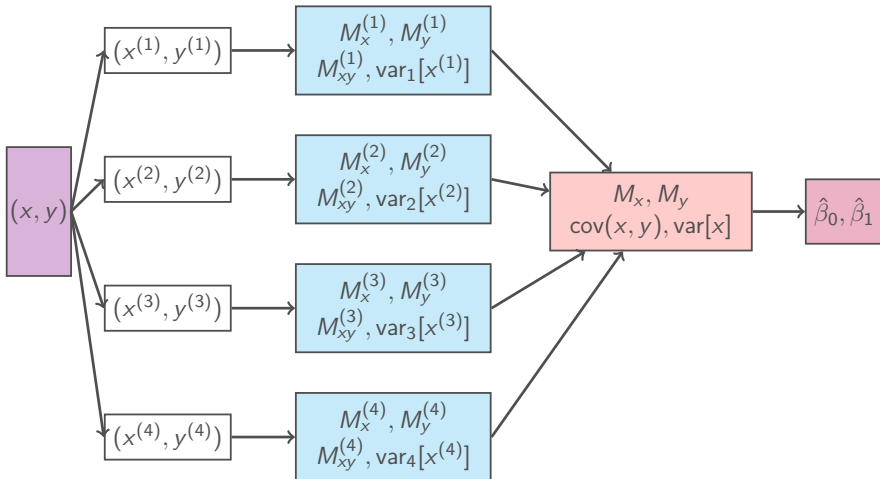 (x, y)
(x^{(1)}, y^{(1)})
(x^{(2)}, y^{(2)})
(x^{(3)}, y^{(3)})
(x^{(4)}, y^{(4)})
M_x^{(1)}, M_y^{(1)}
M_{xy}^{(1)}, var_1[x^{(1)}]
M_x^{(2)}, M_y^{(2)}
M_{xy}^{(2)}, var_2[x^{(2)}]
M_x^{(3)}, M_y^{(3)}
M_{xy}^{(3)}, var_3[x^{(3)}]
M_x^{(4)}, M_y^{(4)}
M_{xy}^{(4)}, var_4[x^{(4)}]
M_x, M_y
cov(x, y), var[x]
\hat{β}_0, \hat{β}_1